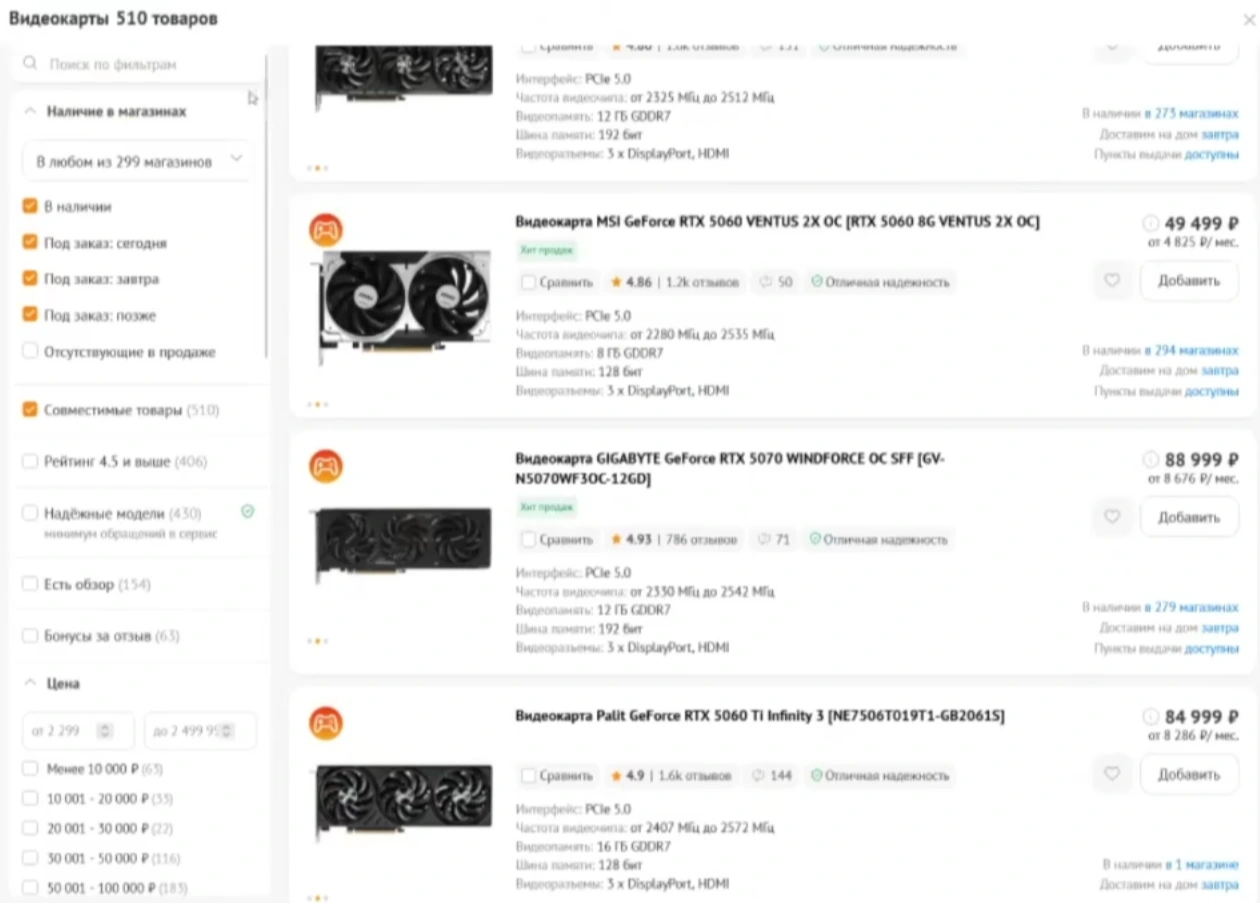 Видеокарты 510 товаров
Поиск по фильтрам
Наличие в магазинах
В любом из 299 магазинов
В наличии
Под заказ: сегодня
Под заказ: завтра
Под заказ: позже
Отсутствующие в продаже
Совместимые товары (510)
Рейтинг 4.5 и выше (406)
Надёжные модели (430)
минимум обращений в сервис
Есть обзор (154)
Бонусы за отзыв (63)
Цена
от 2 299
до 2 499 99
Менее 10 000 ₽ (63)
10 001 - 20 000 ₽ (33)
20 001 - 30 000 ₽ (22)
30 001 - 50 000 ₽ (116)
50 001 - 100 000 ₽ (183)
Сравнить
отзывов
Отличная надежность
Добавить
Интерфейс: PCIe 5.0
Частота видеочипа: от 2325 МГц до 2512 МГц
Видеопамять: 12 ГБ GDDR7
Шина памяти: 192 бит
Видеоразъемы: 3 x DisplayPort, HDMI
В наличии в 273 магазинах
Доставим на дом завтра
Пункты выдачи доступны
Видеокарта MSI GeForce RTX 5060 VENTUS 2X OC [RTX 5060 8G VENTUS 2X OC]
Хит продаж
Сравнить 4.86 | 1.2k отзывов 50 Отличная надежность
Интерфейс: PCIe 5.0
Частота видеочипа: от 2280 МГц до 2535 МГц
Видеопамять: 8 ГБ GDDR7
Шина памяти: 128 бит
Видеоразъемы: 3 x DisplayPort, HDMI
49 499 ₽
от 4 825 ₽/ мес.
Добавить
В наличии в 294 магазинах
Доставим на дом завтра
Пункты выдачи доступны
Видеокарта GIGABYTE GeForce RTX 5070 WINDFORCE OC SFF [GV-
N5070WF3OC-12GD]
Хит продаж
Сравнить 4.93 | 786 отзывов 71 Отличная надежность
Интерфейс: PCIe 5.0
Частота видеочипа: от 2330 МГц до 2542 МГц
Видеопамять: 12 ГБ GDDR7
Шина памяти: 192 бит
Видеоразъемы: 3 x DisplayPort, HDMI
88 999 ₽
от 8 676 ₽/ мес.
Добавить
В наличии в 279 магазинах
Доставим на дом завтра
Пункты выдачи доступны
Видеокарта Palit GeForce RTX 5060 Ti Infinity 3 [NE7506T019T1-GB2061S]
Сравнить 4.9 | 1.6k отзывов 144 Отличная надежность
Интерфейс: PCIe 5.0
Частота видеочипа: от 2407 МГц до 2572 МГц
Видеопамять: 16 ГБ GDDR7
Шина памяти: 128 бит
Видеоразъемы: 3 x DisplayPort, HDMI
84 999 ₽
от 8 286 ₽/ мес.
Добавить
В наличии в 1 магазине
Доставим на дом завтра